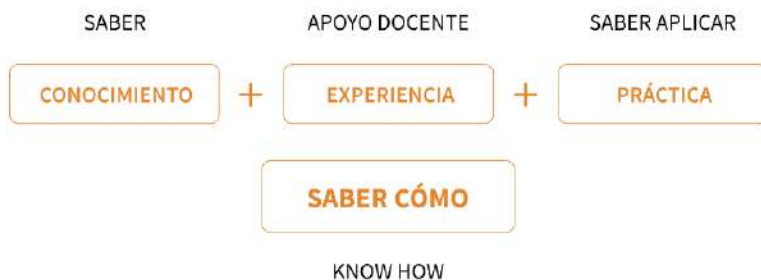 SABER APOYO DOCENTE SABER APLICAR
CONOCIMIENTO + EXPERIENCIA + PRÁCTICA
SABER CÓMO
KNOW HOW